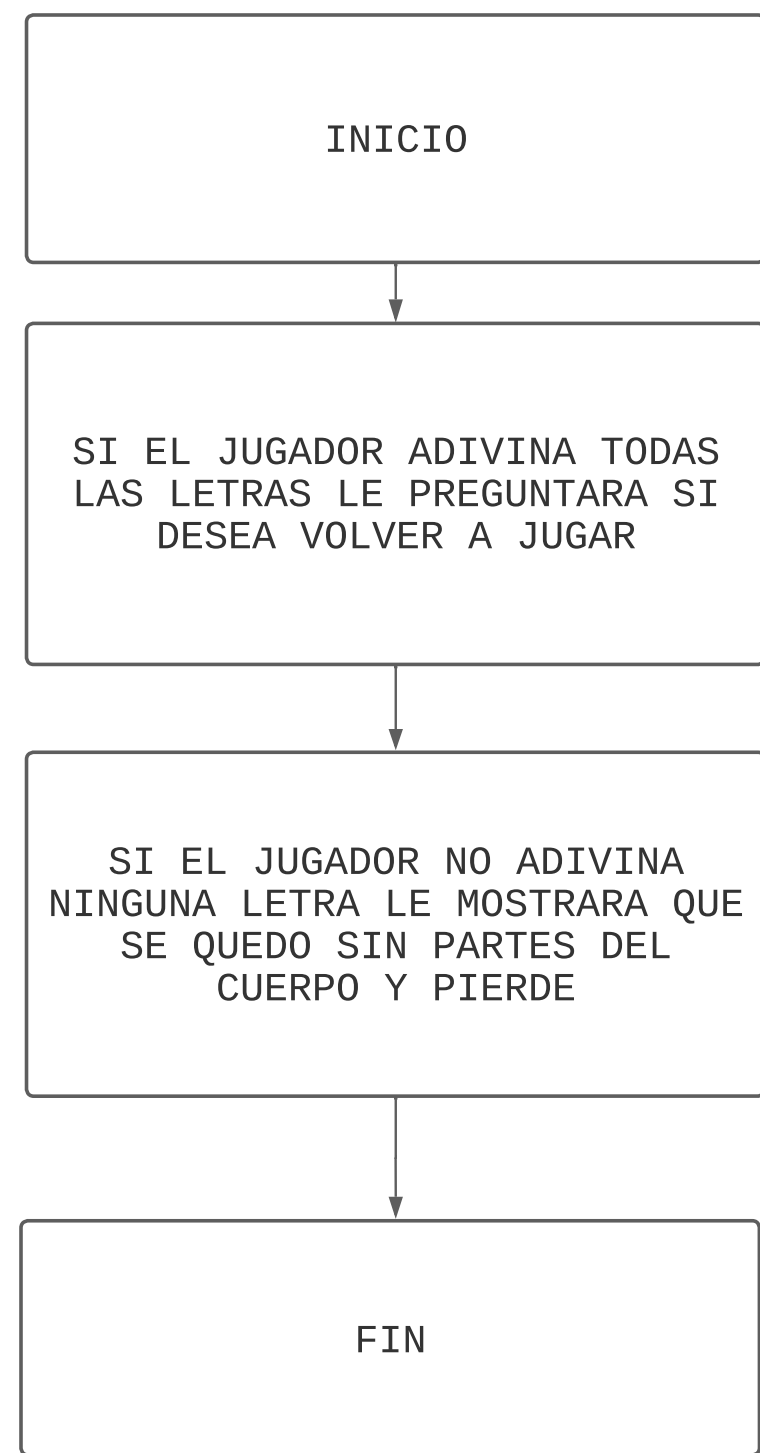 INICIO
SI EL JUGADOR ADIVINA TODAS
LAS LETRAS LE PREGUNTARA SI
DESEA VOLVER A JUGAR
SI EL JUGADOR NO ADIVINA
NINGUNA LETRA LE MOSTRARA QUE
SE QUEDO SIN PARTES DEL
CUERPO Y PIERDE
FIN